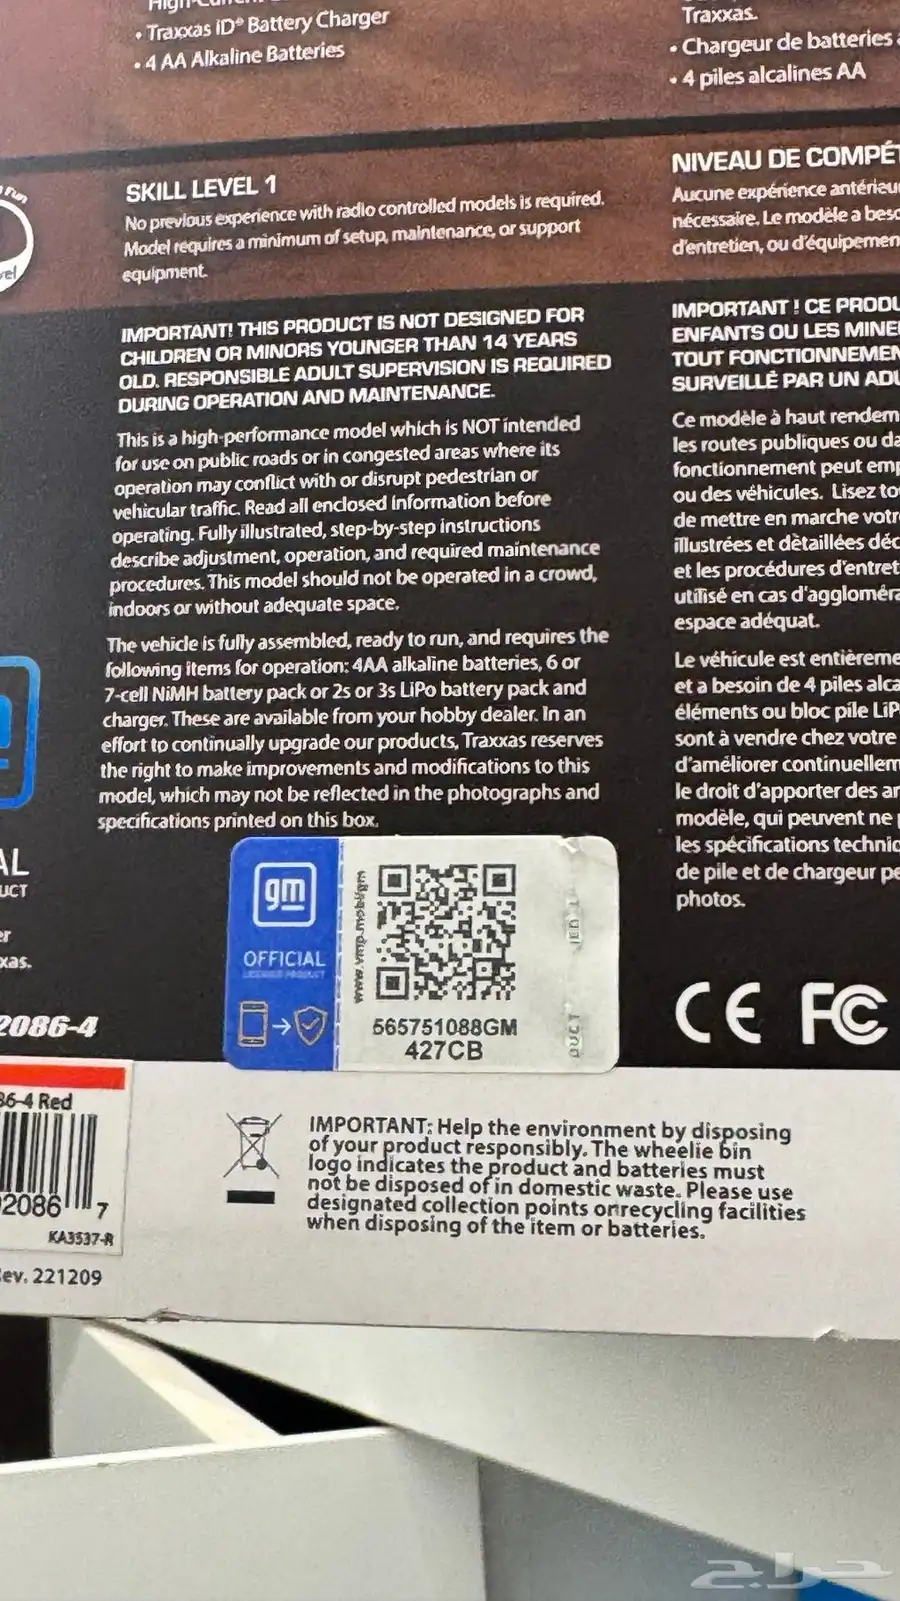 • Traxxas iD® Battery Charger
• 4 AA Alkaline Batteries
Traxxas.
• Chargeur de batteries
• 4 piles alcalines AA
SKILL LEVEL 1
No previous experience with radio controlled models is required.
Model requires a minimum of setup, maintenance, or support
equipment.
IMPORTANT! THIS PRODUCT IS NOT DESIGNED FOR
CHILDREN OR MINORS YOUNGER THAN 14 YEARS
OLD. RESPONSIBLE ADULT SUPERVISION IS REQUIRED
DURING OPERATION AND MAINTENANCE.
This is a high-performance model which is NOT intended
for use on public roads or in congested areas where its
operation may conflict with or disrupt pedestrian or
vehicular traffic. Read all enclosed information before
operating. Fully illustrated, step-by-step instructions
describe adjustment, operation, and required maintenance
procedures. This model should not be operated in a crowd,
indoors or without adequate space.
The vehicle is fully assembled, ready to run, and requires the
following items for operation: 4AA alkaline batteries, 6 or
7-cell NiMH battery pack or 2s or 3s LiPo battery pack and
charger. These are available from your hobby dealer. In an
effort to continually upgrade our products, Traxxas reserves
the right to make improvements and modifications to this
model, which may not be reflected in the photographs and
specifications printed on this box.
NIVEAU DE COMPÉT
Aucune expérience antérieu
nécessaire. Le modèle a beso
d'entretien, ou d'équipemen
IMPORTANT ! CE PRODU
ENFANTS OU LES MINE
TOUT FONCTIONNEMEN
SURVEILLÉ PAR UN ADU
Ce modèle à haut rendem
les routes publiques ou da
fonctionnement peut emp
ou des véhicules. Lisez to
de mettre en marche votr
illustrées et dètaillées déc
et les procédures d'entret
utilisé en cas d'aggloméra
espace adéquat.
Le véhicule est entièreme
et a besoin de 4 piles alca
éléments ou bloc pile LiP
sont à vendre chez votre
d'améliorer continuellem
le droit d'apporter des am
modèle, qui peuvent ne p
les spécifications technic
de pile et de chargeur pe
photos.
gm
OFFICIAL
LICENSED PRODUCT
www.vmp-mobi/gm
565751088GM
427CB
AL
UCT
er
xas.
2086-4
CE FC
86-4 Red
02086 7
KA3537-R
Rev. 221209
IMPORTANT: Help the environment by disposing
of your product responsibly. The wheelie bin
logo indicates the product and batteries must
not be disposed of in domestic waste. Please use
designated collection points or recycling facilities
when disposing of the item or batteries.
حراج